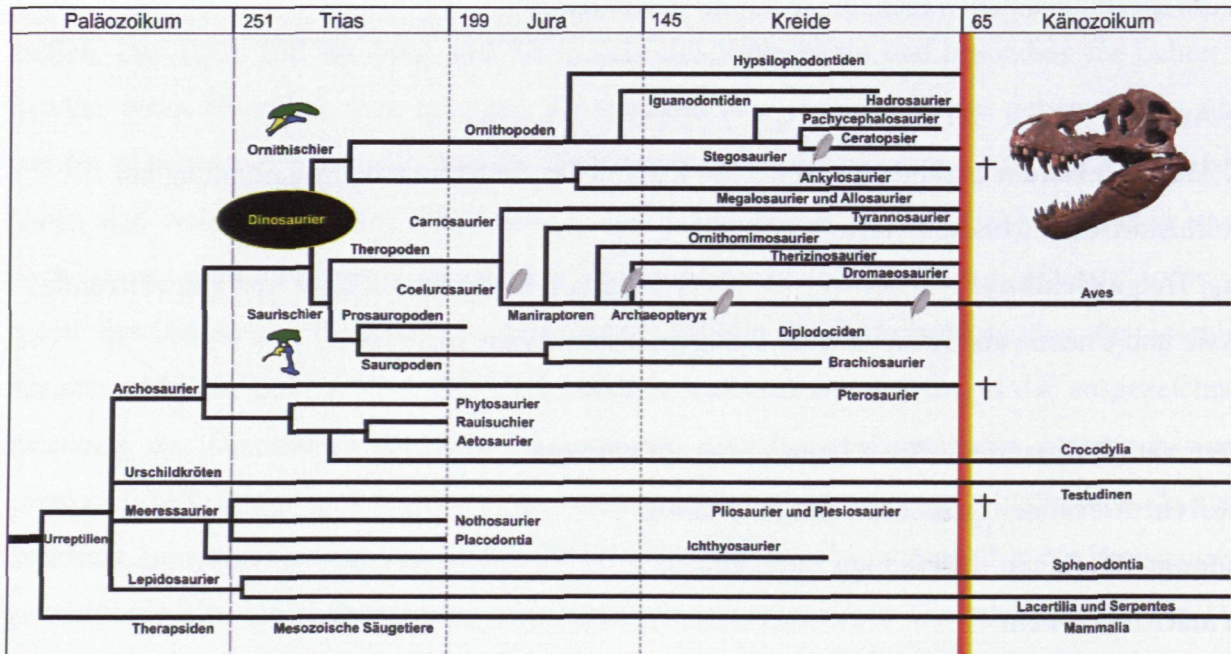 Paläozoikum 251 Trias 199 Jura 145 Kreide 65 Känozoikum
Hypsilophodontiden
Iguanodontiden Hadrosaurier
Pachycephalosaurier
Ornithopoden
Ceratopsier
Ornithischier
Stegosaurier
†
Ankylosaurier
Megalosaurier und Allosaurier
Dinosaurier
Carnosaurier
Tyrannosaurier
Ornithomimosaurier
Theropoden
Therizinosaurier
Dromaeosaurier
Coelurosaurier
Aves
Saurischier
Prosauropoden
Maniraptoren
Archaeopteryx
Diplodociden
Sauropoden
Brachiosaurier
Archosaurier
†
Pterosaurier
Phytosaurier
Rauisuchier
Aetosaurier
Crocodylia
Urschildkröten
Testudinen
Meeressaurier
†
Pliosaurier und Plesiosaurier
Nothosaurier
Urreptilien
Placodontia
Ichthyosaurier
Sphenodontia
Lepidosaurier
Lacertilia und Serpentes
Therapsiden
Mesozoische Säugetiere
Mammalia